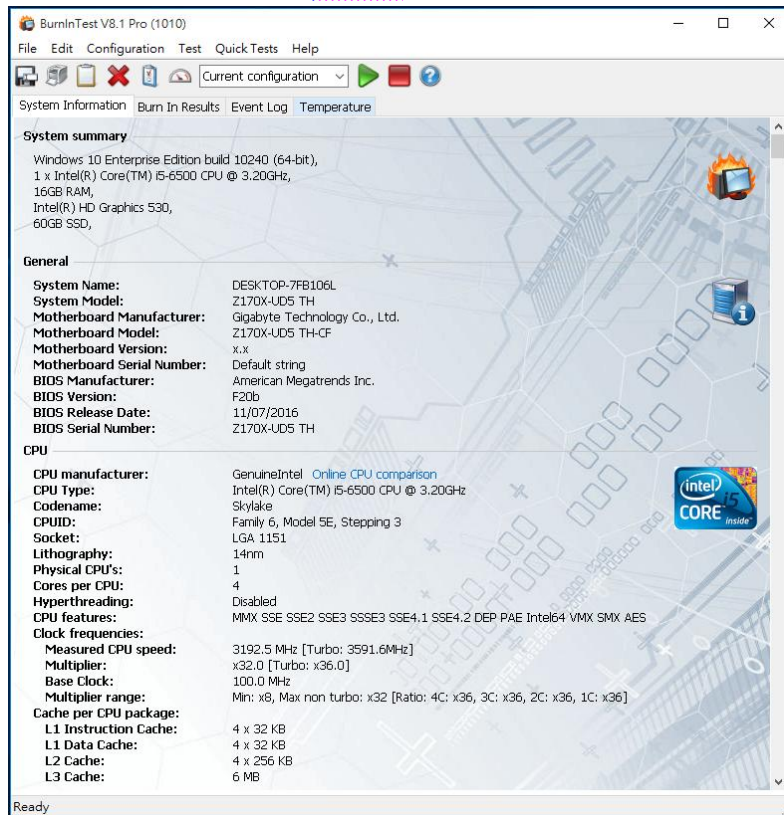 BurnInTest V8.1 Pro (1010)
File Edit Configuration Test Quick Tests Help
Current configuration
System Information Burn In Results Event Log Temperature
System summary
Windows 10 Enterprise Edition build 10240 (64-bit),
1 x Intel(R) Core(TM) i5-6500 CPU @ 3.20GHz,
16GB RAM,
Intel(R) HD Graphics 530,
60GB SSD,
General
System Name: DESKTOP-7FB106L
System Model: Z170X-UD5 TH
Motherboard Manufacturer: Gigabyte Technology Co., Ltd.
Motherboard Model: Z170X-UD5 TH-CF
Motherboard Version: x.x
Motherboard Serial Number: Default string
BIOS Manufacturer: American Megatrends Inc.
BIOS Version: F20b
BIOS Release Date: 11/07/2016
BIOS Serial Number: Z170X-UD5 TH
CPU
CPU manufacturer: GenuineIntel Online CPU comparison
CPU Type: Intel(R) Core(TM) i5-6500 CPU @ 3.20GHz
Codename: Skylake
CPUID: Family 6, Model 5E, Stepping 3
Socket: LGA 1151
Lithography: 14nm
Physical CPU's: 1
Cores per CPU: 4
Hyperthreading: Disabled
CPU features: MMX SSE SSE2 SSE3 SSSE3 SSE4.1 SSE4.2 DEP PAE Intel64 VMX SMX AES
Clock frequencies:
Measured CPU speed: 3192.5 MHz [Turbo: 3591.6MHz]
Multiplier: x32.0 [Turbo: x36.0]
Base Clock: 100.0 MHz
Multiplier range: Min: x8, Max non turbo: x32 [Ratio: 4C: x36, 3C: x36, 2C: x36, 1C: x36]
Cache per CPU package:
L1 Instruction Cache: 4 x 32 KB
L1 Data Cache: 4 x 32 KB
L2 Cache: 4 x 256 KB
L3 Cache: 6 MB
(intel)
i5
CORE inside™
Ready